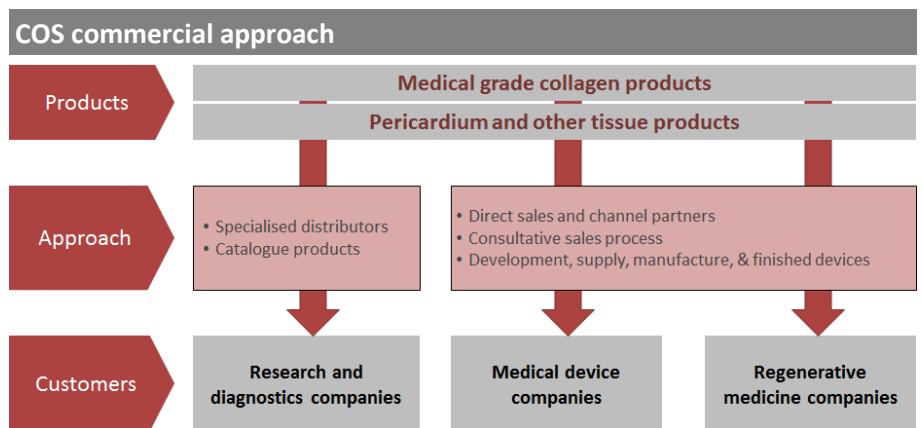 COS commercial approach
Products
Medical grade collagen products
Pericardium and other tissue products
Approach
• Specialised distributors
• Catalogue products
• Direct sales and channel partners
• Consultative sales process
• Development, supply, manufacture, & finished devices
Customers
Research and
diagnostics companies
Medical device
companies
Regenerative
medicine companies